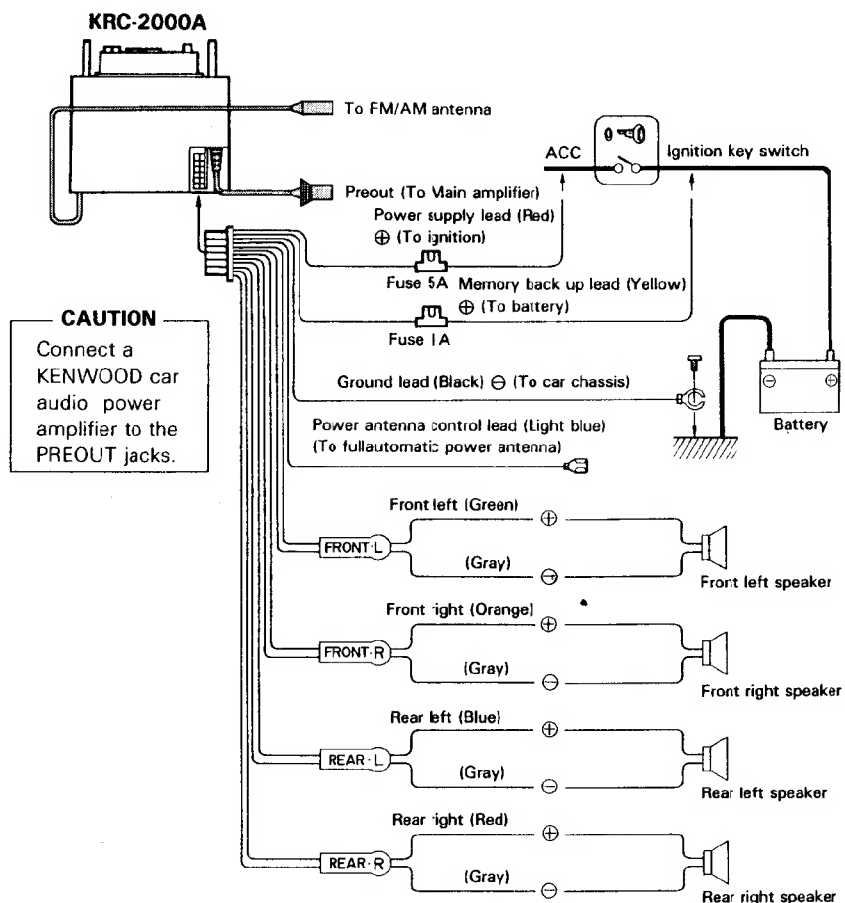 KRC-2000A
To FM/AM antenna
ACC
Ignition key switch
Preout (To Main amplifier)
Power supply lead (Red)
⊕ (To ignition)
Fuse 5A
Memory back up lead (Yellow)
⊕ (To battery)
Fuse 1A
CAUTION
Connect a
KENWOOD car
audio power
amplifier to the
PREOUT jacks.
Ground lead (Black) ⊖ (To car chassis)
⊖ ⊕
Battery
Power antenna control lead (Light blue)
(To fullautomatic power antenna)
Front left (Green)
⊕
FRONT·L
(Gray)
⊖
Front left speaker
Front right (Orange)
⊕
FRONT·R
(Gray)
⊖
Front right speaker
Rear left (Blue)
⊕
REAR·L
(Gray)
⊖
Rear left speaker
Rear right (Red)
⊕
REAR·R
(Gray)
⊖
Rear right speaker